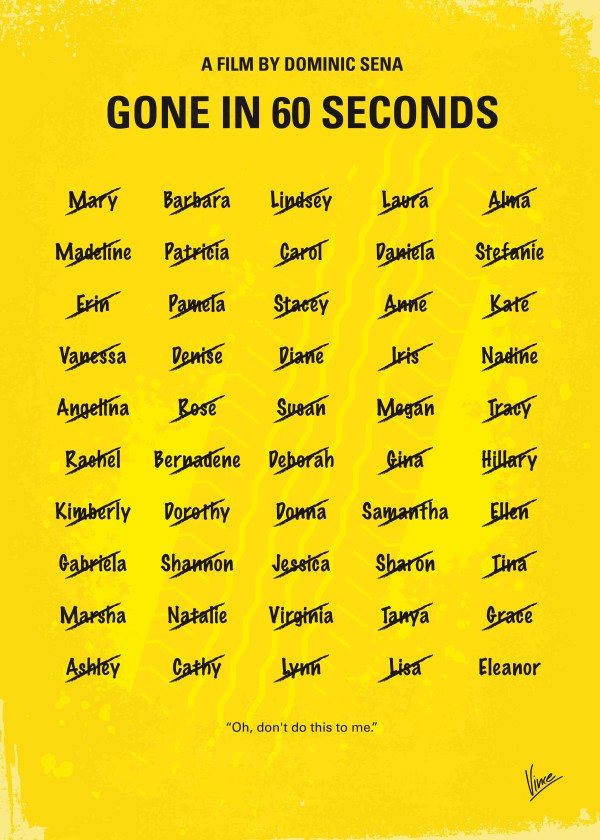 A FILM BY DOMINIC SENA
GONE IN 60 SECONDS
Mary Barbara Lindsey Laura Alma
Madeline Patricia Carol Daniela Stefanie
Erin Pamela Stacey Anne Kate
Vanessa Denise Diane Iris Nadine
Angelina Rose Susan Megan Tracy
Rachel Bernadene Deborah Gina Hillary
Kimberly Dorothy Donna Samantha Ellen
Gabriela Shannon Jessica Sharon Tina
Marsha Natalie Virginia Tanya Grace
Ashley Cathy Lynn Lisa Eleanor
“Oh, don't do this to me.”
Vince